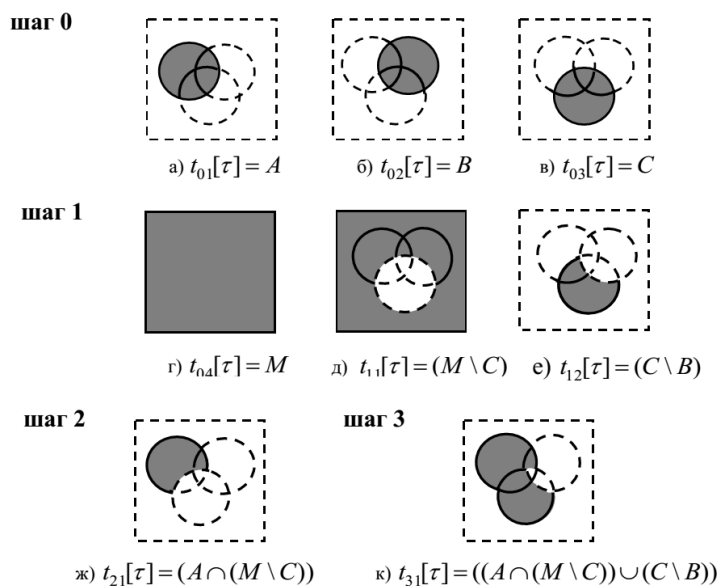 шаг 0
а) t₀₁[τ] = A
б) t₀₂[τ] = B
в) t₀₃[τ] = C
шаг 1
г) t₀₄[τ] = M
д) t₁₁[τ] = (M \ C)
е) t₁₂[τ] = (C \ B)
шаг 2
шаг 3
ж) t₂₁[τ] = (A ∩ (M \ C))
к) t₃₁[τ] = ((A ∩ (M \ C)) ∪ (C \ B))